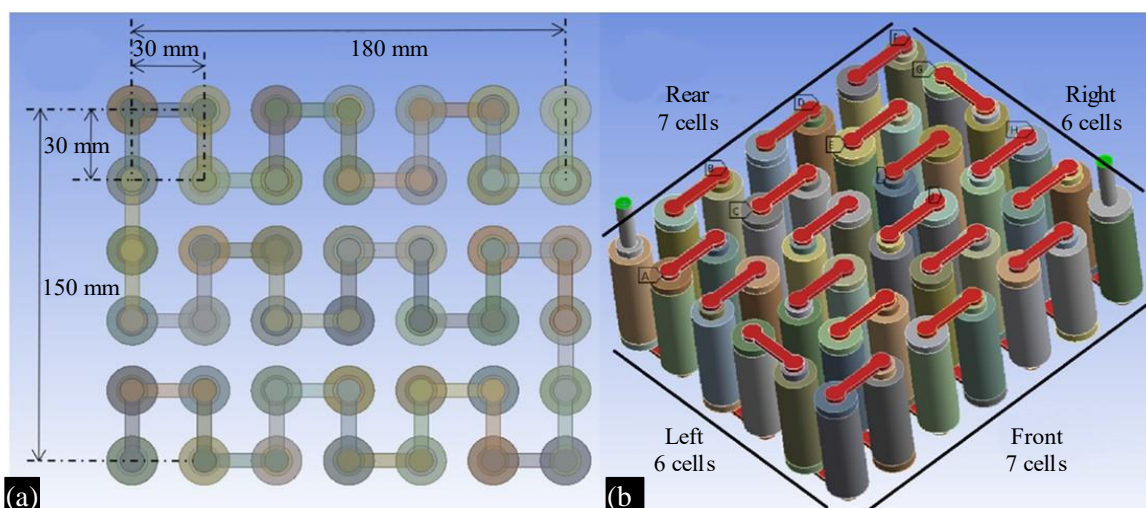 30 mm
180 mm
30 mm
150 mm
(a)
Rear
7 cells
Right
6 cells
Left
6 cells
Front
7 cells
F
G
D
H
E
B
C
A
(b)